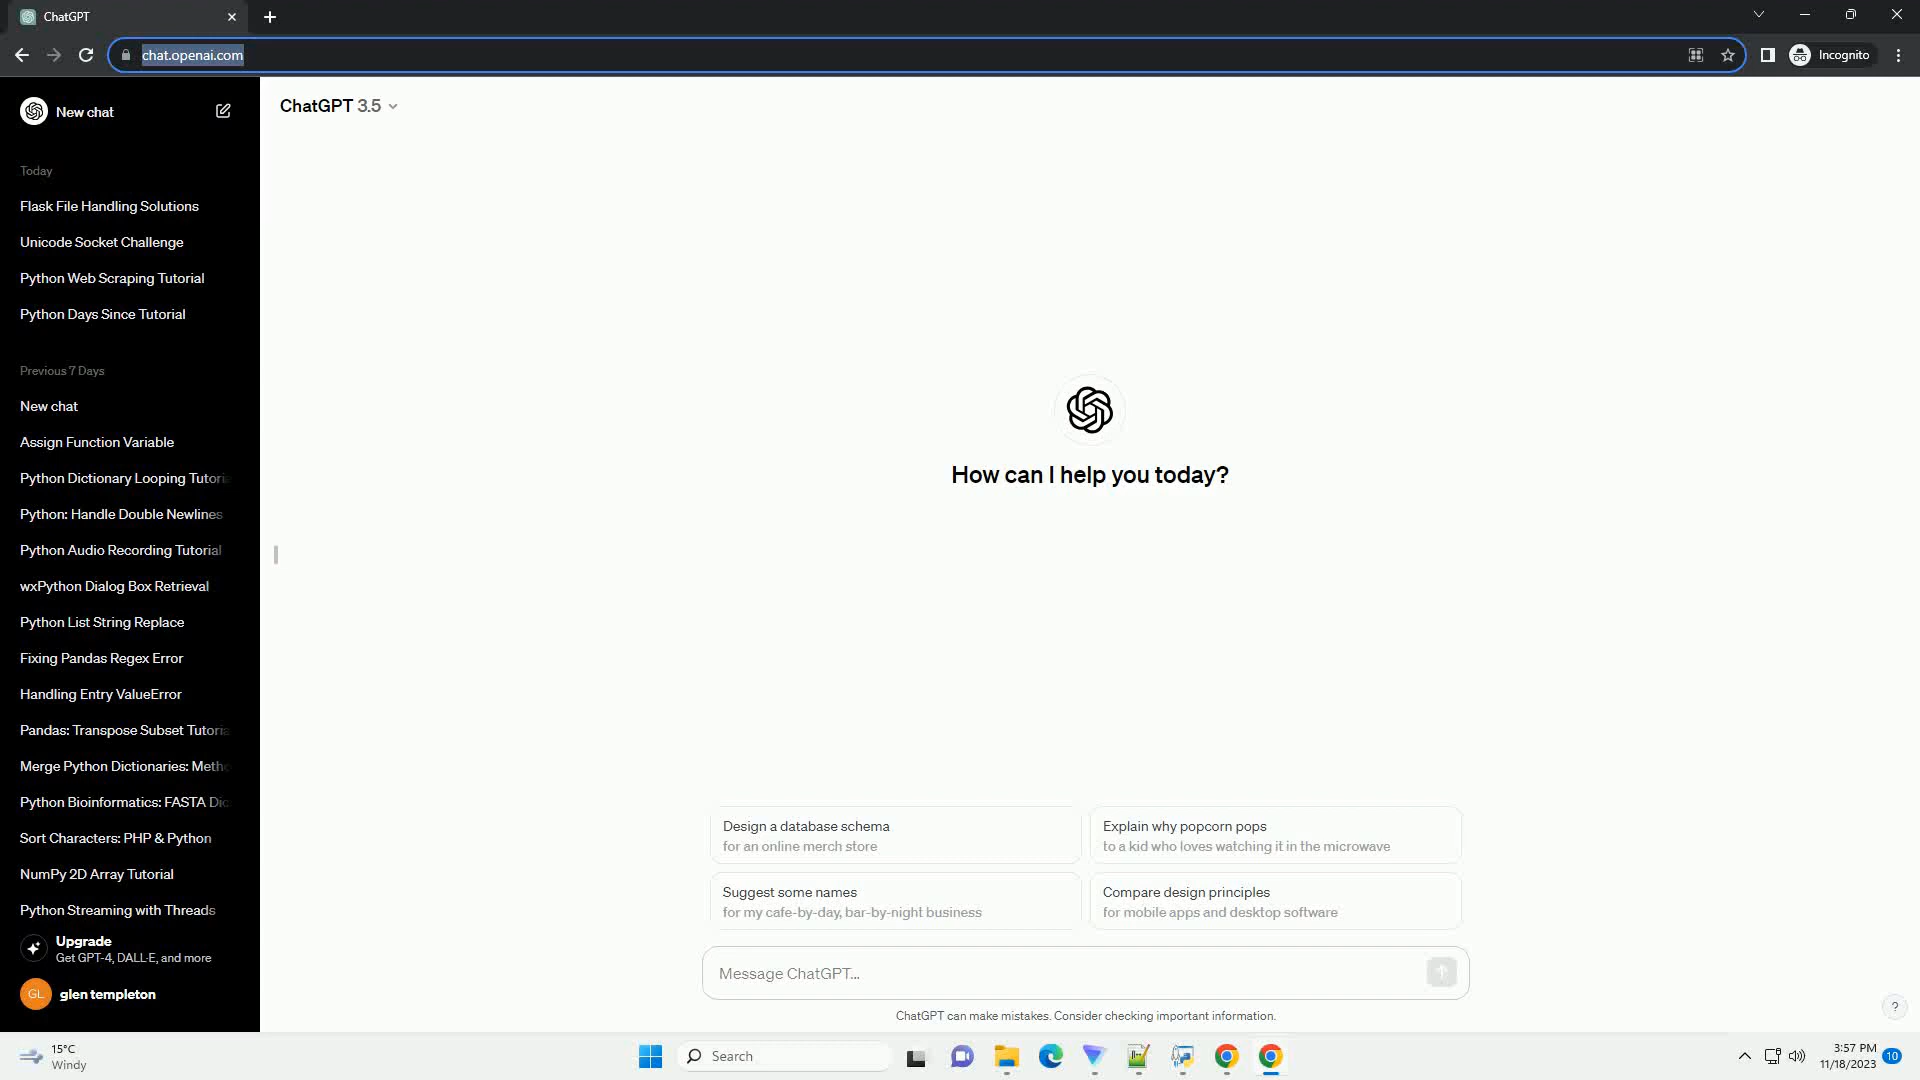 ChatGPT
chat.openai.com
Incognito
New chat
ChatGPT 3.5
Today
Flask File Handling Solutions
Unicode Socket Challenge
Python Web Scraping Tutorial
Python Days Since Tutorial
Previous 7 Days
New chat
Assign Function Variable
Python Dictionary Looping Tutoria
Python: Handle Double Newlines
Python Audio Recording Tutorial
wxPython Dialog Box Retrieval
Python List String Replace
Fixing Pandas Regex Error
Handling Entry ValueError
Pandas: Transpose Subset Tutoria
Merge Python Dictionaries: Metho
Python Bioinformatics: FASTA Dic
Sort Characters: PHP & Python
NumPy 2D Array Tutorial
Python Streaming with Threads
Upgrade
Get GPT-4, DALL·E, and more
GL
glen templeton
How can I help you today?
Design a database schema
for an online merch store
Explain why popcorn pops
to a kid who loves watching it in the microwave
Suggest some names
for my cafe-by-day, bar-by-night business
Compare design principles
for mobile apps and desktop software
Message ChatGPT...
ChatGPT can make mistakes. Consider checking important information.
?
15°C
Windy
Search
3:57 PM
11/18/2023
10